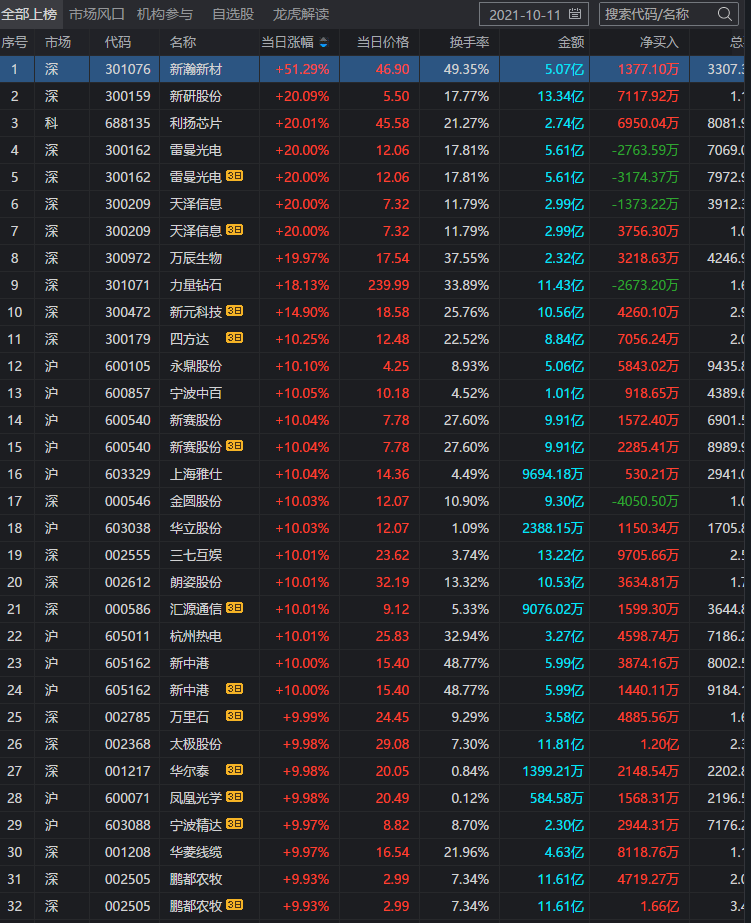 全部上榜 市场风口 机构参与 自选股 龙虎解读 2021-10-11 搜索代码/名称
序号 市场 代码 名称 当日涨幅 当日价格 换手率 金额 净买入 总
1 深 301076 新瀚新材 +51.29% 46.90 49.35% 5.07亿 1377.10万 3307.3
2 深 300159 新研股份 +20.09% 5.50 17.77% 13.34亿 7117.92万 1.1
3 科 688135 利扬芯片 +20.01% 45.58 21.27% 2.74亿 6950.04万 8081.9
4 深 300162 雷曼光电 +20.00% 12.06 17.81% 5.61亿 -2763.59万 7069.0
5 深 300162 雷曼光电 3日 +20.00% 12.06 17.81% 5.61亿 -3174.37万 7972.9
6 深 300209 天泽信息 +20.00% 7.32 11.79% 2.99亿 -1373.22万 3912.3
7 深 300209 天泽信息 3日 +20.00% 7.32 11.79% 2.99亿 3756.30万 1.0
8 深 300972 万辰生物 +19.97% 17.54 37.55% 2.32亿 3218.63万 4246.9
9 深 301071 力量钻石 +18.13% 239.99 33.89% 11.43亿 -2673.20万 1.6
10 深 300472 新元科技 3日 +14.90% 18.58 25.76% 10.56亿 4260.10万 2.9
11 深 300179 四方达 3日 +10.25% 12.48 22.52% 8.84亿 7056.24万 2.0
12 沪 600105 永鼎股份 +10.10% 4.25 8.93% 5.06亿 5843.02万 9435.8
13 沪 600857 宁波中百 +10.05% 10.18 4.52% 1.01亿 918.65万 4389.6
14 沪 600540 新赛股份 +10.04% 7.78 27.60% 9.91亿 1572.40万 6901.5
15 沪 600540 新赛股份 3日 +10.04% 7.78 27.60% 9.91亿 2285.41万 8989.9
16 沪 603329 上海雅仕 +10.04% 14.36 4.49% 9694.18万 530.21万 2941.0
17 深 000546 金圆股份 +10.03% 12.07 10.90% 9.30亿 -4050.50万 1.0
18 沪 603038 华立股份 +10.03% 12.07 1.09% 2388.15万 1150.34万 1705.8
19 深 002555 三七互娱 +10.01% 23.62 3.74% 13.22亿 9705.66万 2.5
20 深 002612 朗姿股份 +10.01% 32.19 13.32% 10.53亿 3634.81万 1.7
21 深 000586 汇源通信 3日 +10.01% 9.12 5.33% 9076.02万 1599.30万 3644.8
22 沪 605011 杭州热电 +10.01% 25.83 32.94% 3.27亿 4598.74万 7186.2
23 沪 605162 新中港 +10.00% 15.40 48.77% 5.99亿 3874.16万 8002.5
24 沪 605162 新中港 3日 +10.00% 15.40 48.77% 5.99亿 1440.11万 9184.1
25 深 002785 万里石 3日 +9.99% 24.45 9.29% 3.58亿 4885.56万 1.6
26 深 002368 太极股份 +9.98% 29.08 7.30% 11.81亿 1.20亿 2.3
27 深 001217 华尔泰 3日 +9.98% 20.05 0.84% 1399.21万 2148.54万 2202.8
28 沪 600071 凤凰光学 3日 +9.98% 20.49 0.12% 584.58万 1568.31万 2196.5
29 沪 603088 宁波精达 3日 +9.97% 8.82 8.70% 2.30亿 2944.31万 7176.2
30 深 001208 华菱线缆 +9.97% 16.54 21.96% 4.63亿 8118.76万 1.1
31 深 002505 鹏都农牧 +9.93% 2.99 7.34% 11.61亿 4719.27万 2.0
32 深 002505 鹏都农牧 3日 +9.93% 2.99 7.34% 11.61亿 1.66亿 3.4